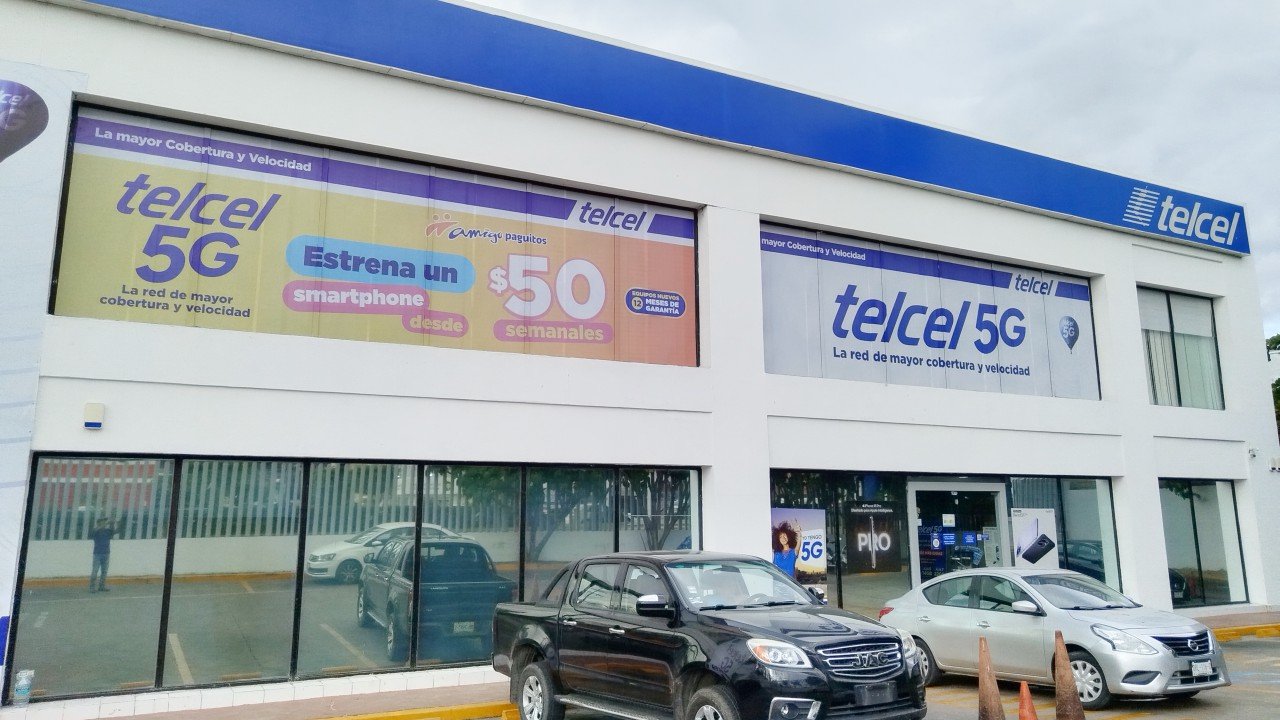 telcel
La mayor Cobertura y Velocidad
telcel
telcel
5G
La red de mayor
cobertura y velocidad
amigo paguitos
Estrena un
smartphone
desde
$50
semanales
EQUIPOS NUEVOS
12 MESES DE
GARANTÍA
mayor Cobertura y Velocidad
telcel
telcel 5G
La red de mayor cobertura y velocidad
YO TENGO
5G
PRO
JAC